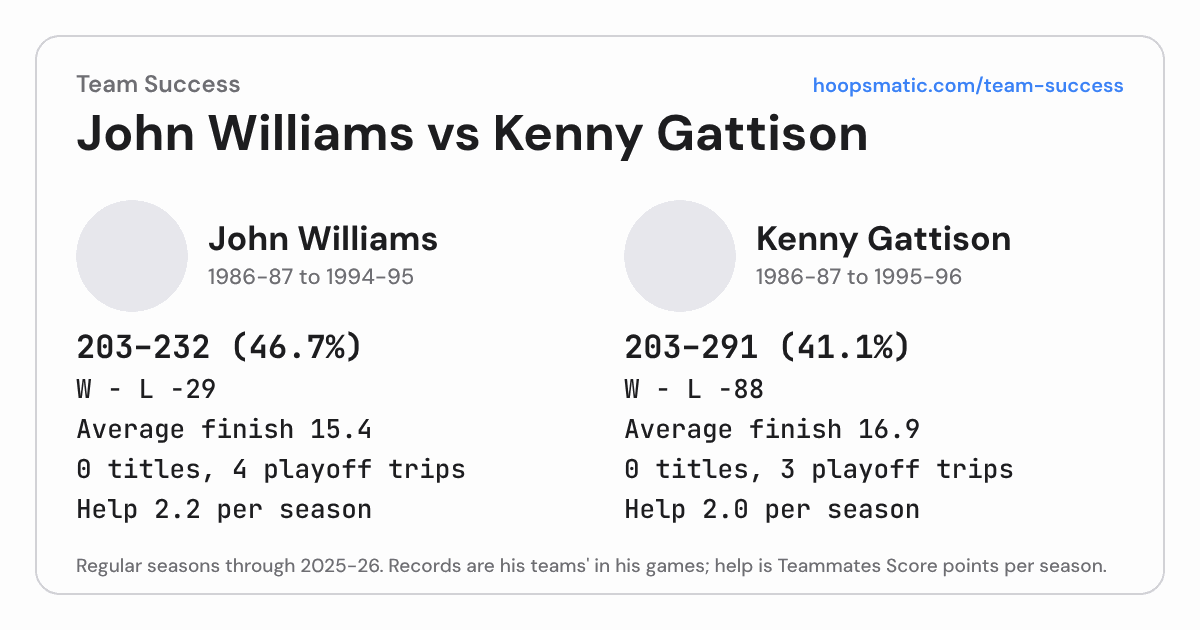 Team Success
hoopsmatic.com/team-success
John Williams vs Kenny Gattison
John Williams
1986-87 to 1994-95
203-232 (46.7%)
W - L -29
Average finish 15.4
0 titles, 4 playoff trips
Help 2.2 per season
Kenny Gattison
1986-87 to 1995-96
203-291 (41.1%)
W - L -88
Average finish 16.9
0 titles, 3 playoff trips
Help 2.0 per season
Regular seasons through 2025-26. Records are his teams' in his games; help is Teammates Score points per season.